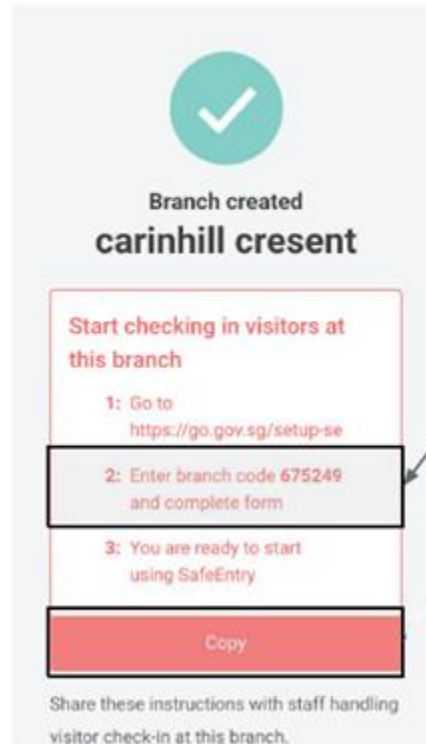 Branch created
carinhill cresent
Start checking in visitors at
this branch
1: Go to
https://go.gov.sg/setup-se
2: Enter branch code 675249
and complete form
3: You are ready to start
using SafeEntry
Copy
Share these instructions with staff handling
visitor check-in at this branch.